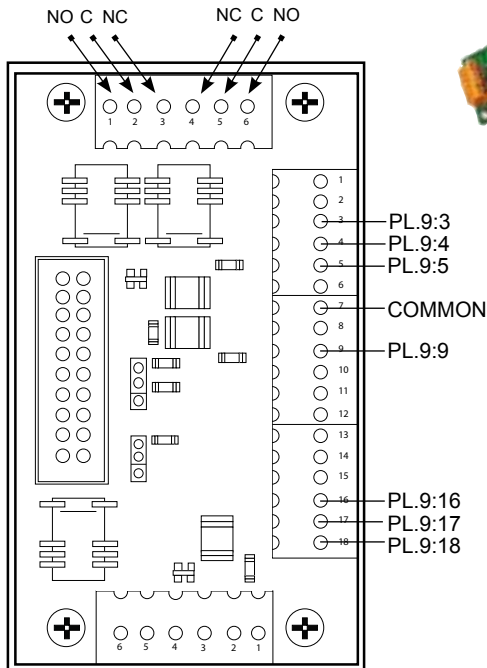 NO C NC NC C NO
1 2 3 4 5 6
1
2
3 PL.9:3
4 PL.9:4
5 PL.9:5
6
7 COMMON
8
9 PL.9:9
10
11
12
13
14
15
16 PL.9:16
17 PL.9:17
18 PL.9:18
6 5 4 3 2 1